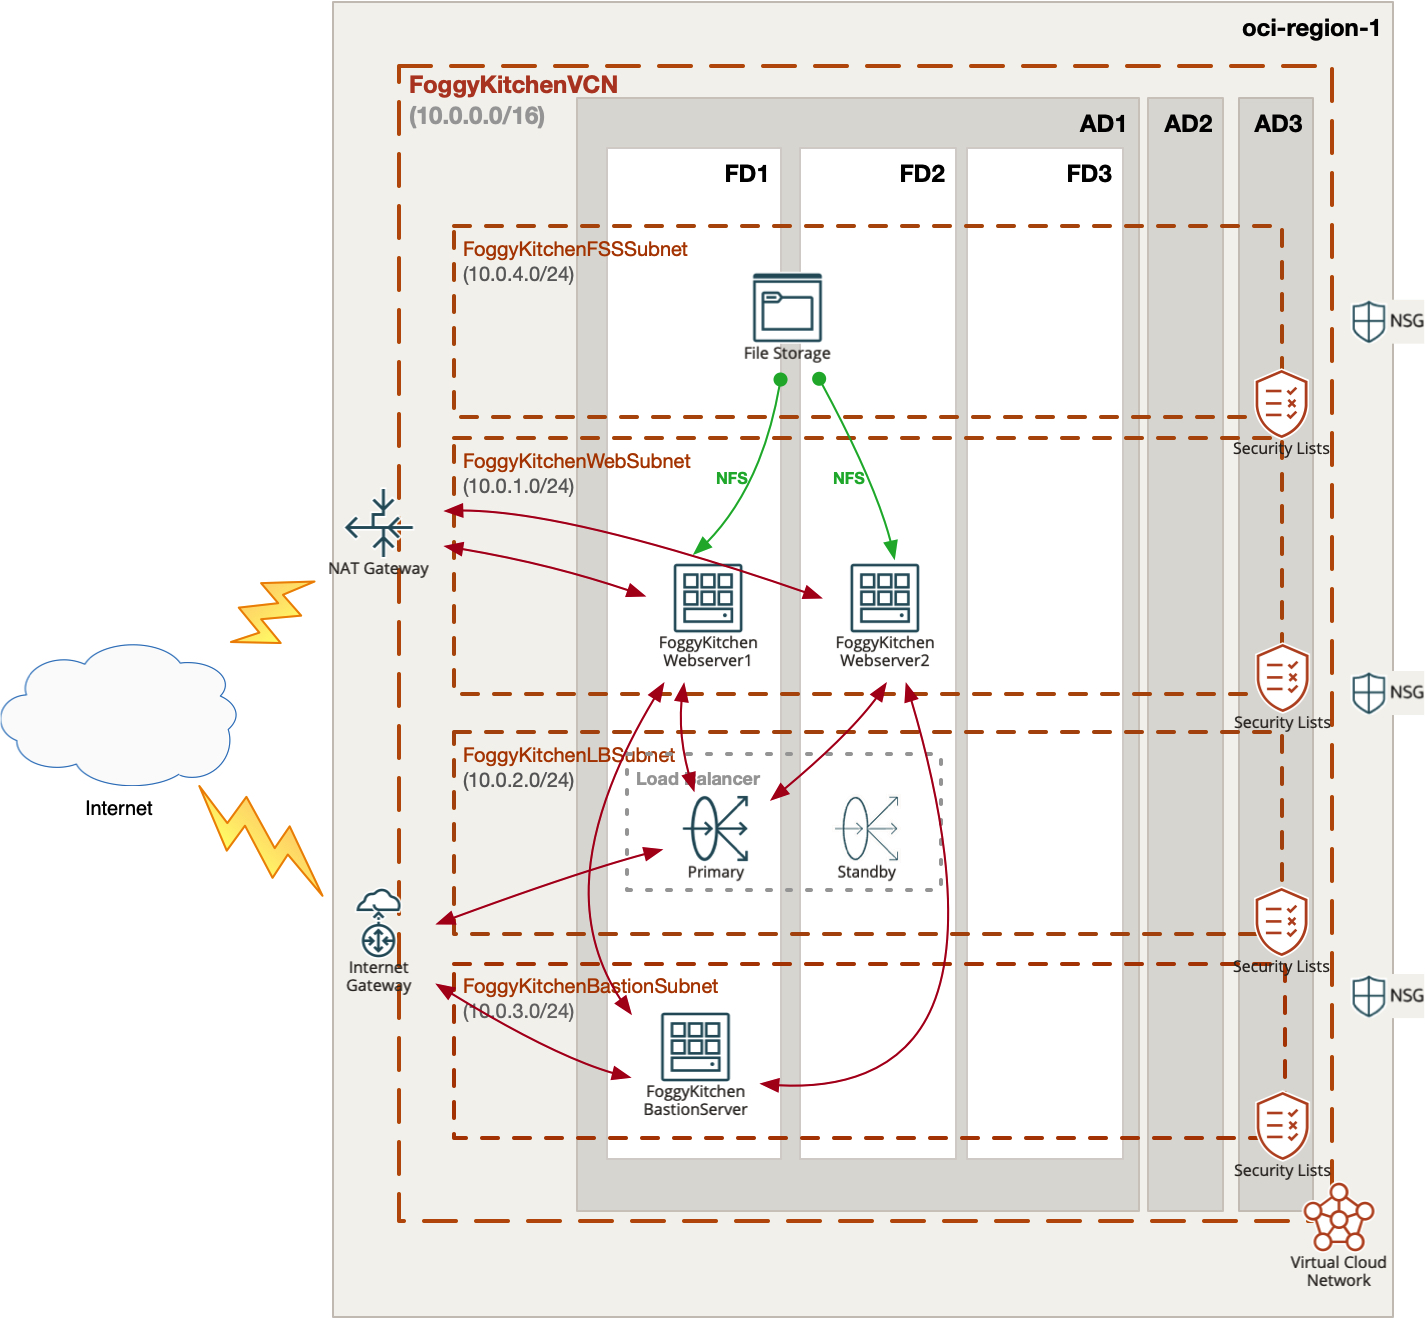 oci-region-1
FoggyKitchenVCN
(10.0.0.0/16)
AD1
AD2
AD3
FD1
FD2
FD3
FoggyKitchenFSSSubnet
(10.0.4.0/24)
File Storage
NSG
Security Lists
FoggyKitchenWebSubnet
(10.0.1.0/24)
NFS
NFS
NAT Gateway
FoggyKitchen
Webserver1
FoggyKitchen
Webserver2
NSG
Security Lists
FoggyKitchenLBSubnet
(10.0.2.0/24)
Load Balancer
Primary
Standby
Internet
Internet
Gateway
Security Lists
FoggyKitchenBastionSubnet
(10.0.3.0/24)
NSG
FoggyKitchen
BastionServer
Security Lists
Virtual Cloud
Network